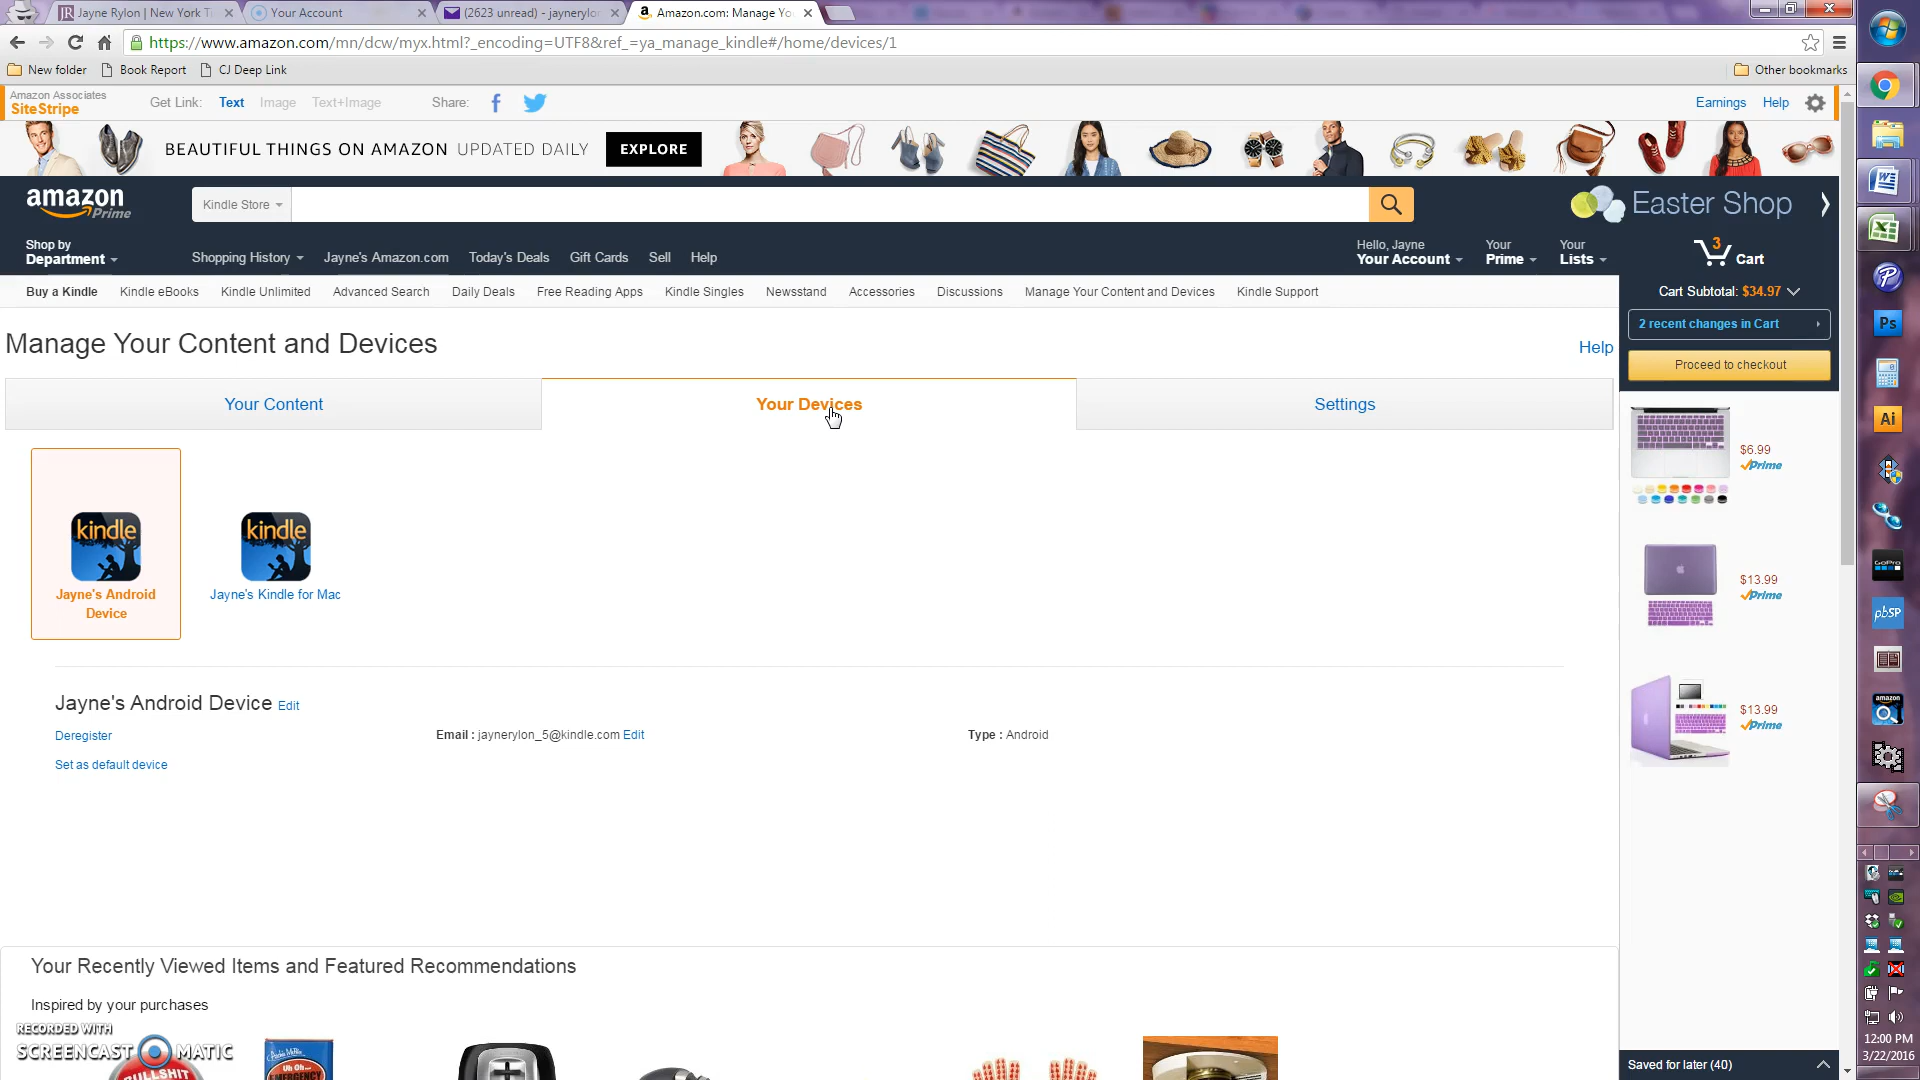 Jayne Rylon | New York Ti
Your Account
(2623 unread) - jaynerylon
Amazon.com: Manage Yo
https://www.amazon.com/mn/dcw/myx.html?_encoding=UTF8&ref_=ya_manage_kindle#/home/devices/1
New folder
Book Report
CJ Deep Link
Other bookmarks
Amazon Associates
SiteStripe
Get Link: Text Image Text+Image Share:
Earnings Help
BEAUTIFUL THINGS ON AMAZON UPDATED DAILY EXPLORE
amazon Prime
Kindle Store
Easter Shop
Shop by
Department
Shopping History Jayne's Amazon.com Today's Deals Gift Cards Sell Help
Hello, Jayne
Your Account
Your
Prime
Your
Lists
3
Cart
Buy a Kindle Kindle eBooks Kindle Unlimited Advanced Search Daily Deals Free Reading Apps Kindle Singles Newsstand Accessories Discussions Manage Your Content and Devices Kindle Support
Cart Subtotal: $34.97
2 recent changes in Cart
Proceed to checkout
Manage Your Content and Devices
Help
Your Content
Your Devices
Settings
kindle
Jayne's Android
Device
kindle
Jayne's Kindle for Mac
$6.99
Prime
$13.99
Prime
$13.99
Prime
Jayne's Android Device Edit
Deregister
Email : jaynerylon_5@kindle.com Edit
Type : Android
Set as default device
Your Recently Viewed Items and Featured Recommendations
Inspired by your purchases
RECORDED WITH
SCREENCAST MATIC
BULLSHIT
Uh Oh
EMERGENCY
Saved for later (40)
Ps
Ai
GoPro
pbSP
amazon
12:00 PM
3/22/2016